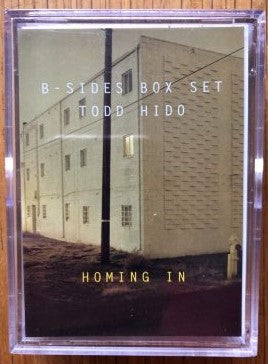 B-SIDES BOX SET
TODD HIDO
HOMING IN